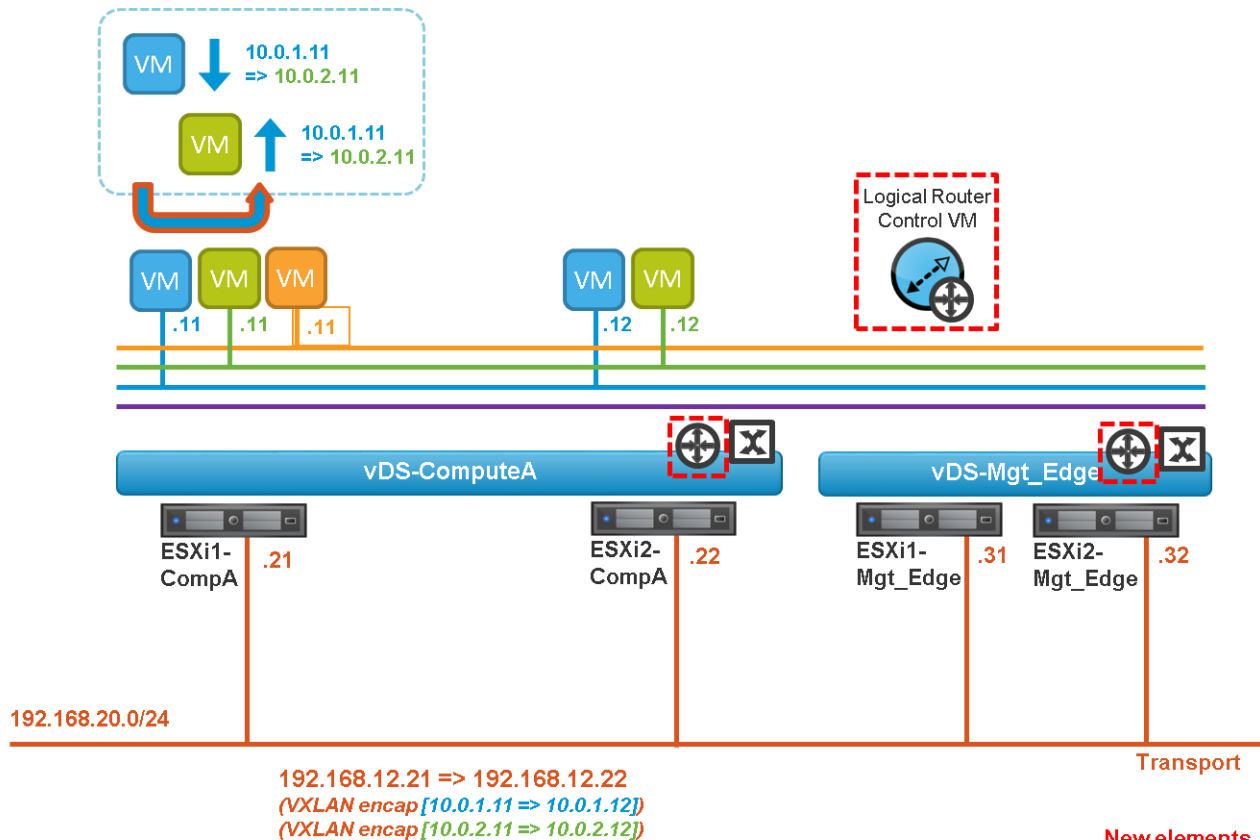 VM
10.0.1.11
=> 10.0.2.11
VM
10.0.1.11
=> 10.0.2.11
Logical Router
Control VM
VM
VM
VM
VM
VM
.11
.11
.11
.12
.12
vDS-ComputeA
vDS-Mgt_Edge
ESXi1-
CompA
.21
ESXi2-
CompA
.22
ESXi1-
Mgt_Edge
.31
ESXi2-
Mgt_Edge
.32
192.168.20.0/24
Transport
192.168.12.21 => 192.168.12.22
(VXLAN encap [10.0.1.11 => 10.0.1.12])
(VXLAN encap [10.0.2.11 => 10.0.2.12])
New elements